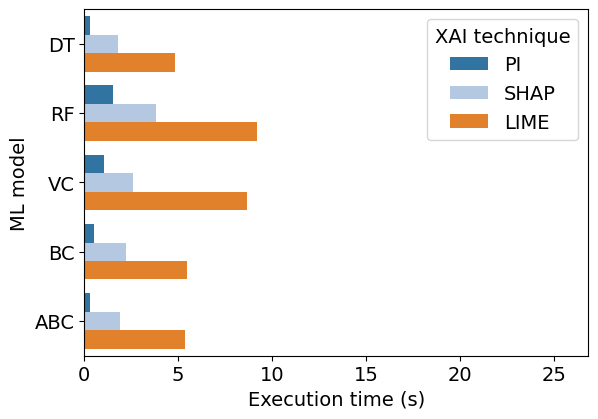 XAI technique
PI
SHAP
LIME
ML model
DT
RF
VC
BC
ABC
0 5 10 15 20 25
Execution time (s)